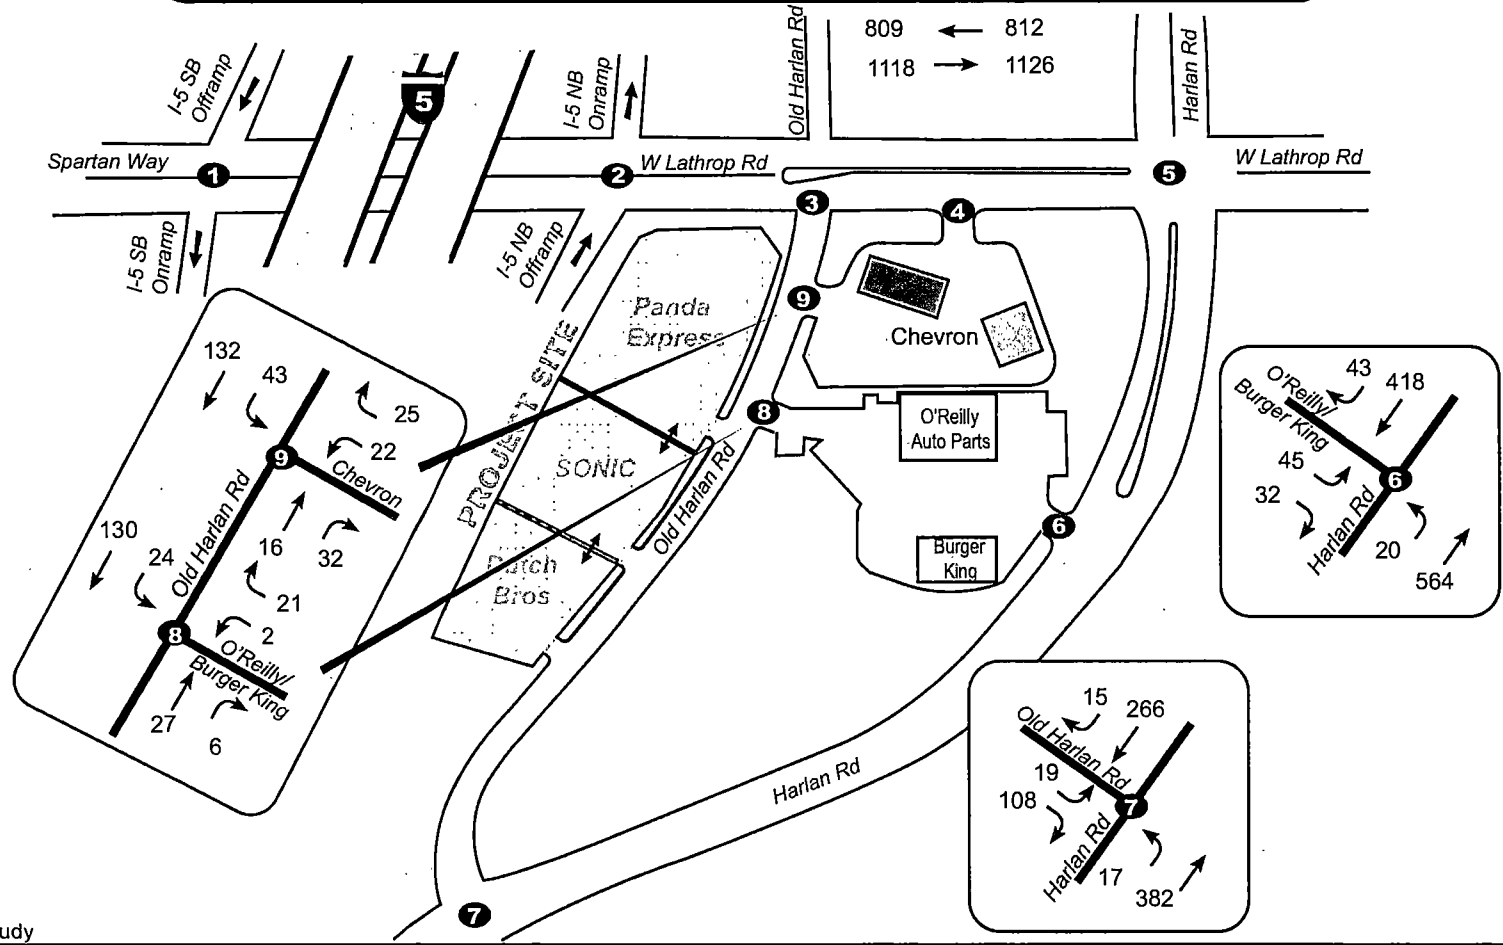 Old Harlan Rd
809 812
1118 1126
Harlan Rd
I-5 SB
Offramp
5
I-5 NB
Onramp
Spartan Way
1
2
W Lathrop Rd
5
W Lathrop Rd
3
4
I-5 SB
Onramp
I-5 NB
Offramp
9
Panda
Express
Chevron
PROJECT SITE
8
O'Reilly
Auto Parts
SONIC
Old Harlan Rd
6
Dutch
Bros
Burger
King
Harlan Rd
7
132
43
25
22
9
Chevron
Old Harlan Rd
16
32
130
24
21
2
8
O'Reilly/
Burger King
27
6
43
418
O'Reilly/
Burger King
45
32
6
Harlan Rd
20
564
15
266
Old Harlan Rd
19
108
7
Harlan Rd
17
382
udy